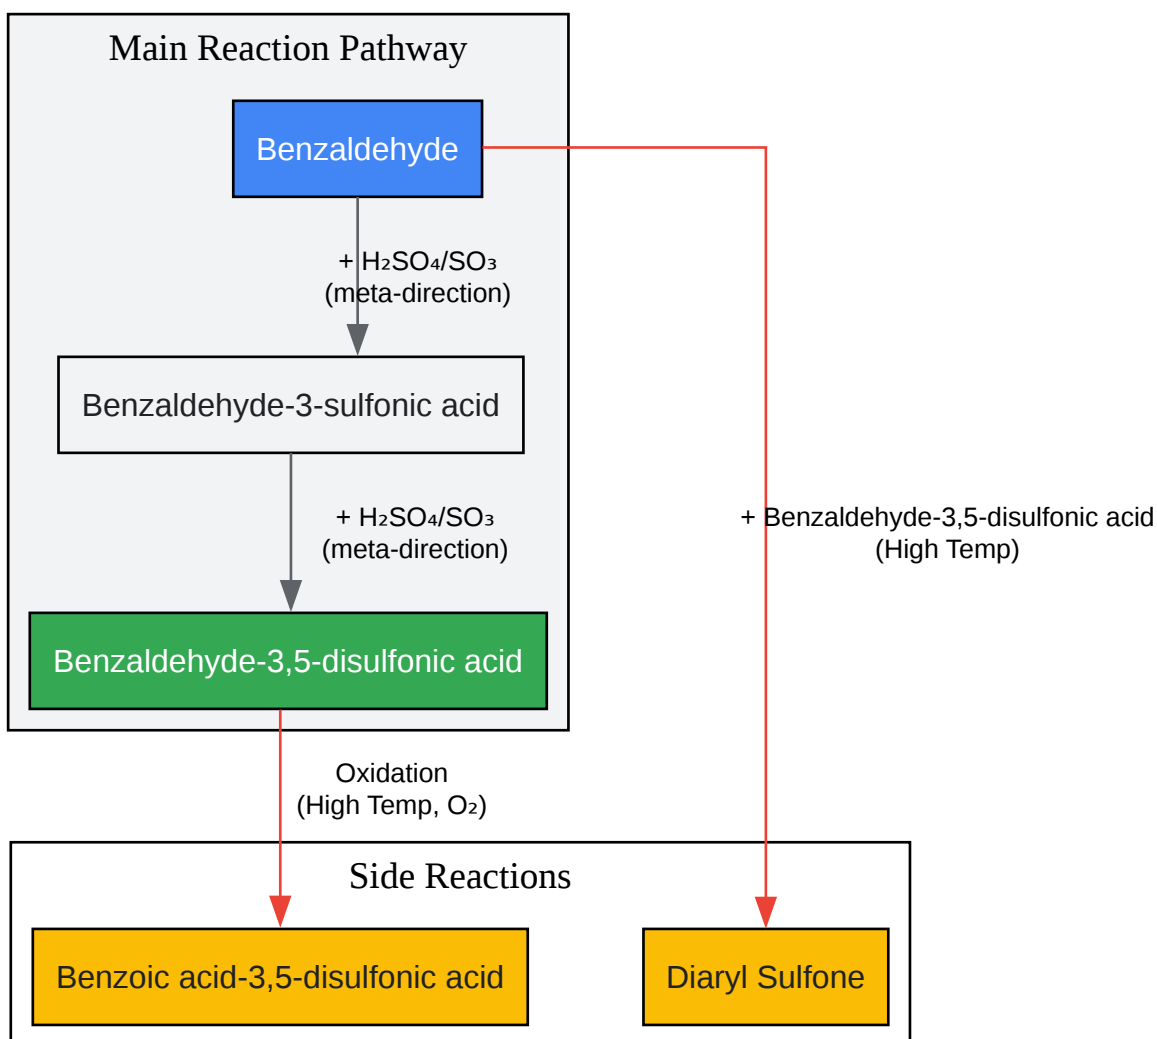 Main Reaction Pathway
Benzaldehyde
+ H₂SO₄/SO₃
(meta-direction)
Benzaldehyde-3-sulfonic acid
+ H₂SO₄/SO₃
(meta-direction)
+ Benzaldehyde-3,5-disulfonic acid
(High Temp)
Benzaldehyde-3,5-disulfonic acid
Oxidation
(High Temp, O₂)
Side Reactions
Benzoic acid-3,5-disulfonic acid
Diaryl Sulfone